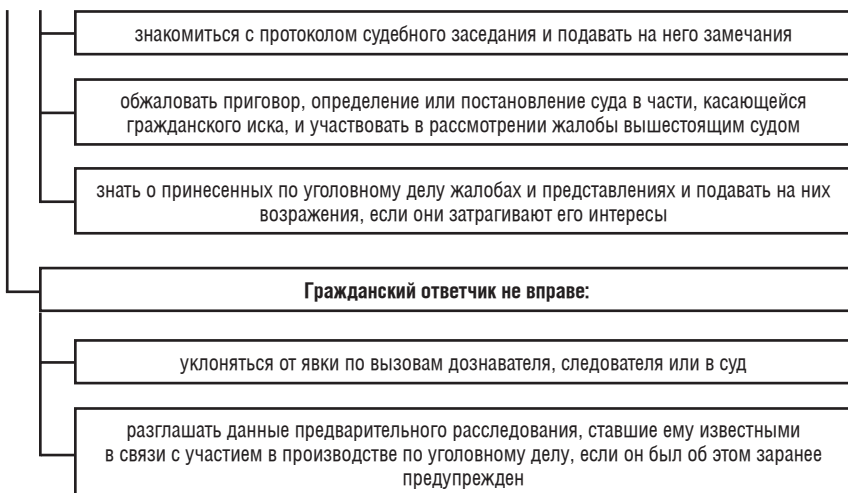 знакомиться с протоколом судебного заседания и подавать на него замечания
обжаловать приговор, определение или постановление суда в части, касающейся
гражданского иска, и участвовать в рассмотрении жалобы вышестоящим судом
знать о принесенных по уголовному делу жалобах и представлениях и подавать на них
возражения, если они затрагивают его интересы
Гражданский ответчик не вправе:
уклоняться от явки по вызовам дознавателя, следователя или в суд
разглашать данные предварительного расследования, ставшие ему известными
в связи с участием в производстве по уголовному делу, если он был об этом заранее
предупрежден